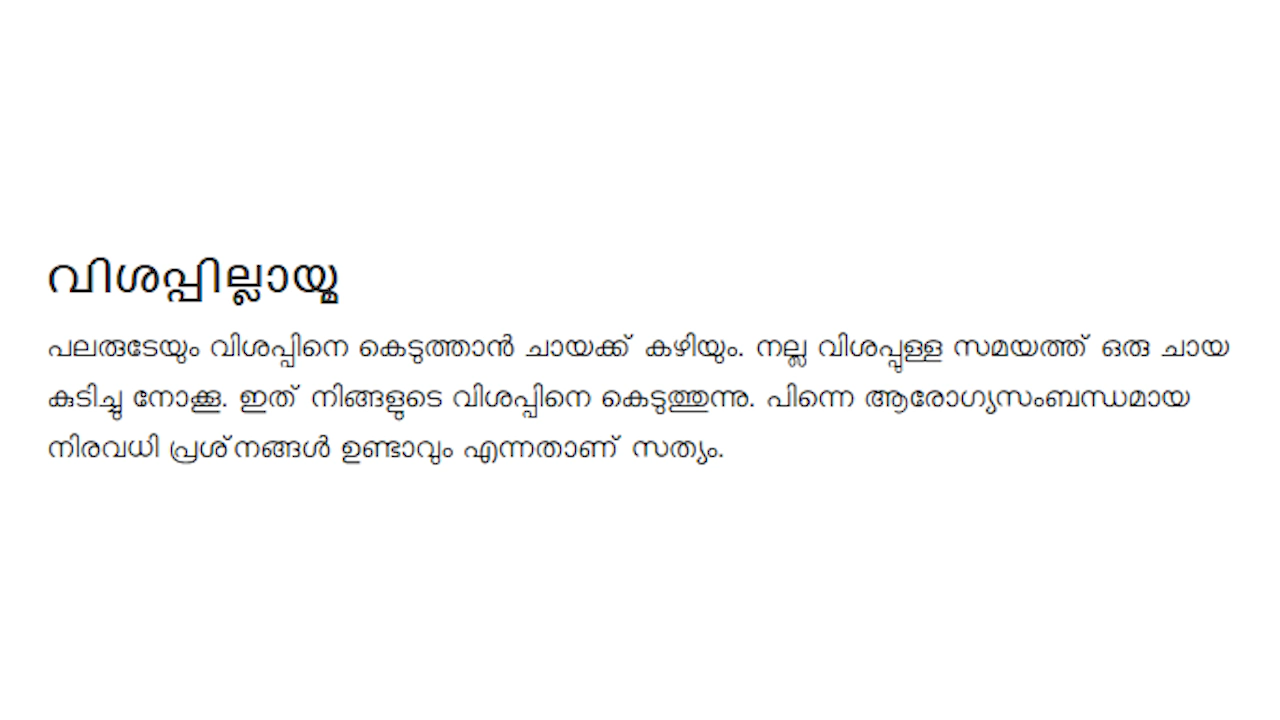 വിശപ്പില്ലായ്മ
പലരുടേയും വിശപ്പിനെ കെടുത്താൻ ചായക്ക് കഴിയും. നല്ല വിശപ്പുള്ള സമയത്ത് ഒരു ചായ
കുടിച്ചു നോക്കൂ. ഇത് നിങ്ങളുടെ വിശപ്പിനെ കെടുത്തുന്നു. പിന്നെ ആരോഗ്യസംബന്ധമായ
നിരവധി പ്രശ്‌നങ്ങൾ ഉണ്ടാവും എന്നതാണ് സത്യം.